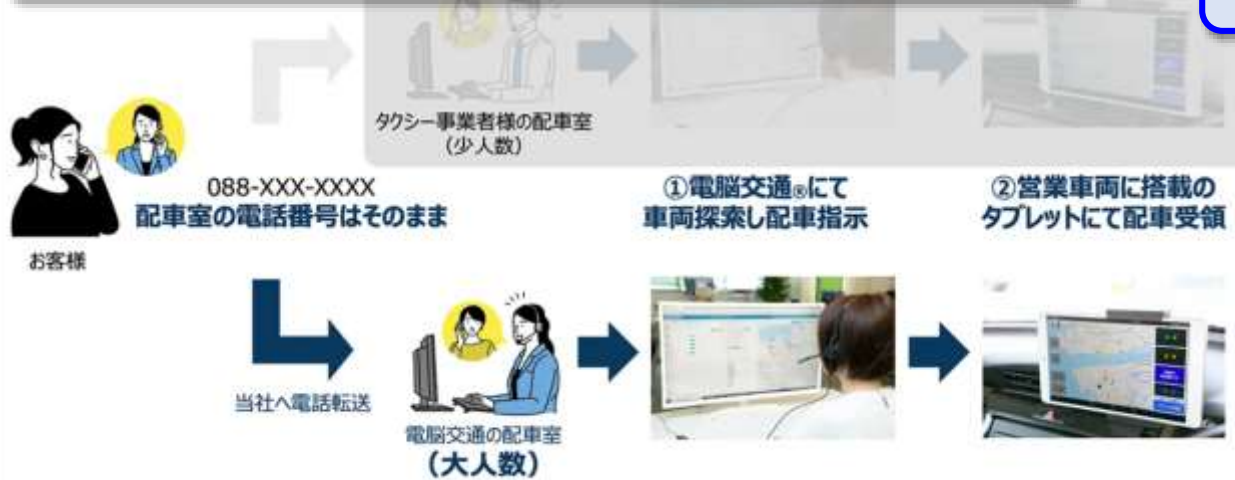 タクシー事業者様の配車室
（少人数）
088-XXX-XXXX
配車室の電話番号はそのまま
お客様
①電脳交通®にて
車両探索し配車指示
②営業車両に搭載の
タブレットにて配車受領
当社へ電話転送
電脳交通の配車室
（大人数）